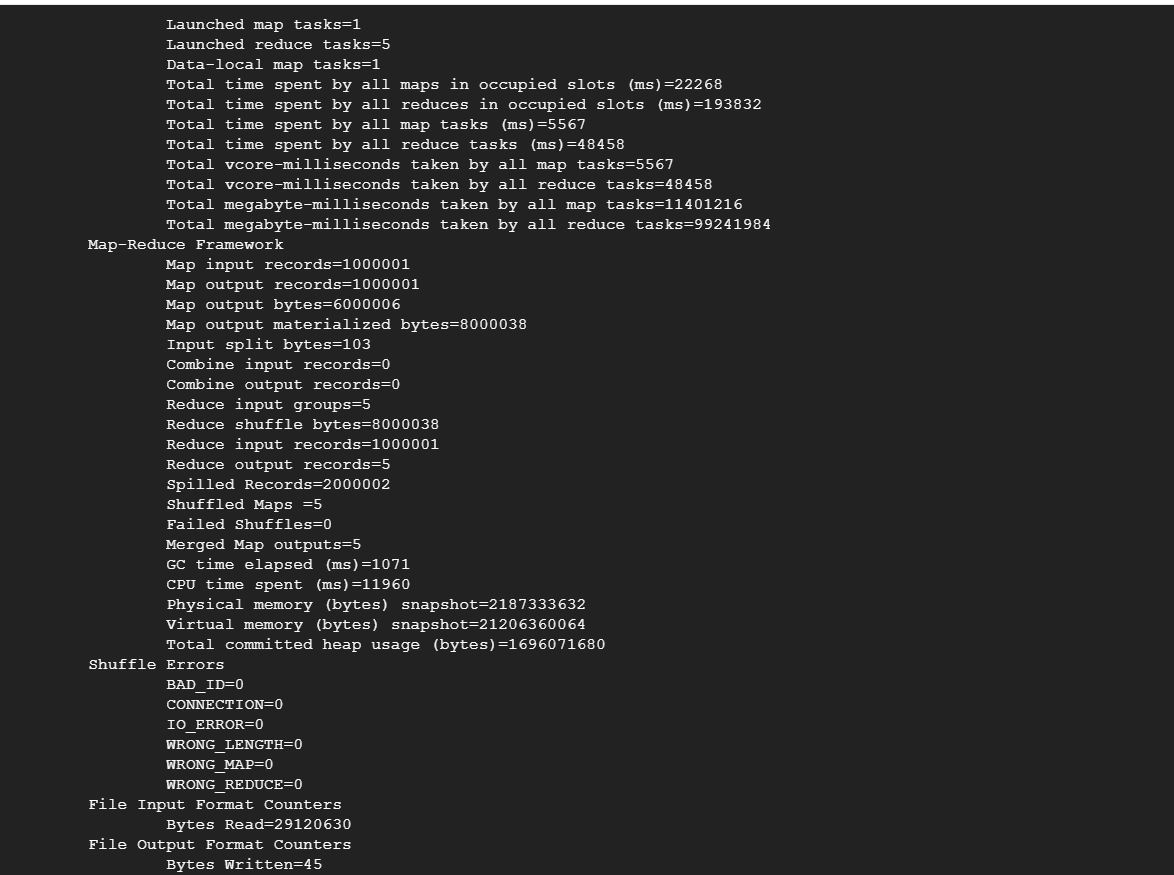 Launched map tasks=1
Launched reduce tasks=5
Data-local map tasks=1
Total time spent by all maps in occupied slots (ms)=22268
Total time spent by all reduces in occupied slots (ms)=193832
Total time spent by all map tasks (ms)=5567
Total time spent by all reduce tasks (ms)=48458
Total vcore-milliseconds taken by all map tasks=5567
Total vcore-milliseconds taken by all reduce tasks=48458
Total megabyte-milliseconds taken by all map tasks=11401216
Total megabyte-milliseconds taken by all reduce tasks=99241984
Map-Reduce Framework
Map input records=1000001
Map output records=1000001
Map output bytes=6000006
Map output materialized bytes=8000038
Input split bytes=103
Combine input records=0
Combine output records=0
Reduce input groups=5
Reduce shuffle bytes=8000038
Reduce input records=1000001
Reduce output records=5
Spilled Records=2000002
Shuffled Maps =5
Failed Shuffles=0
Merged Map outputs=5
GC time elapsed (ms)=1071
CPU time spent (ms)=11960
Physical memory (bytes) snapshot=2187333632
Virtual memory (bytes) snapshot=21206360064
Total committed heap usage (bytes)=1696071680
Shuffle Errors
BAD_ID=0
CONNECTION=0
IO_ERROR=0
WRONG_LENGTH=0
WRONG_MAP=0
WRONG_REDUCE=0
File Input Format Counters
Bytes Read=29120630
File Output Format Counters
Bytes Written=45